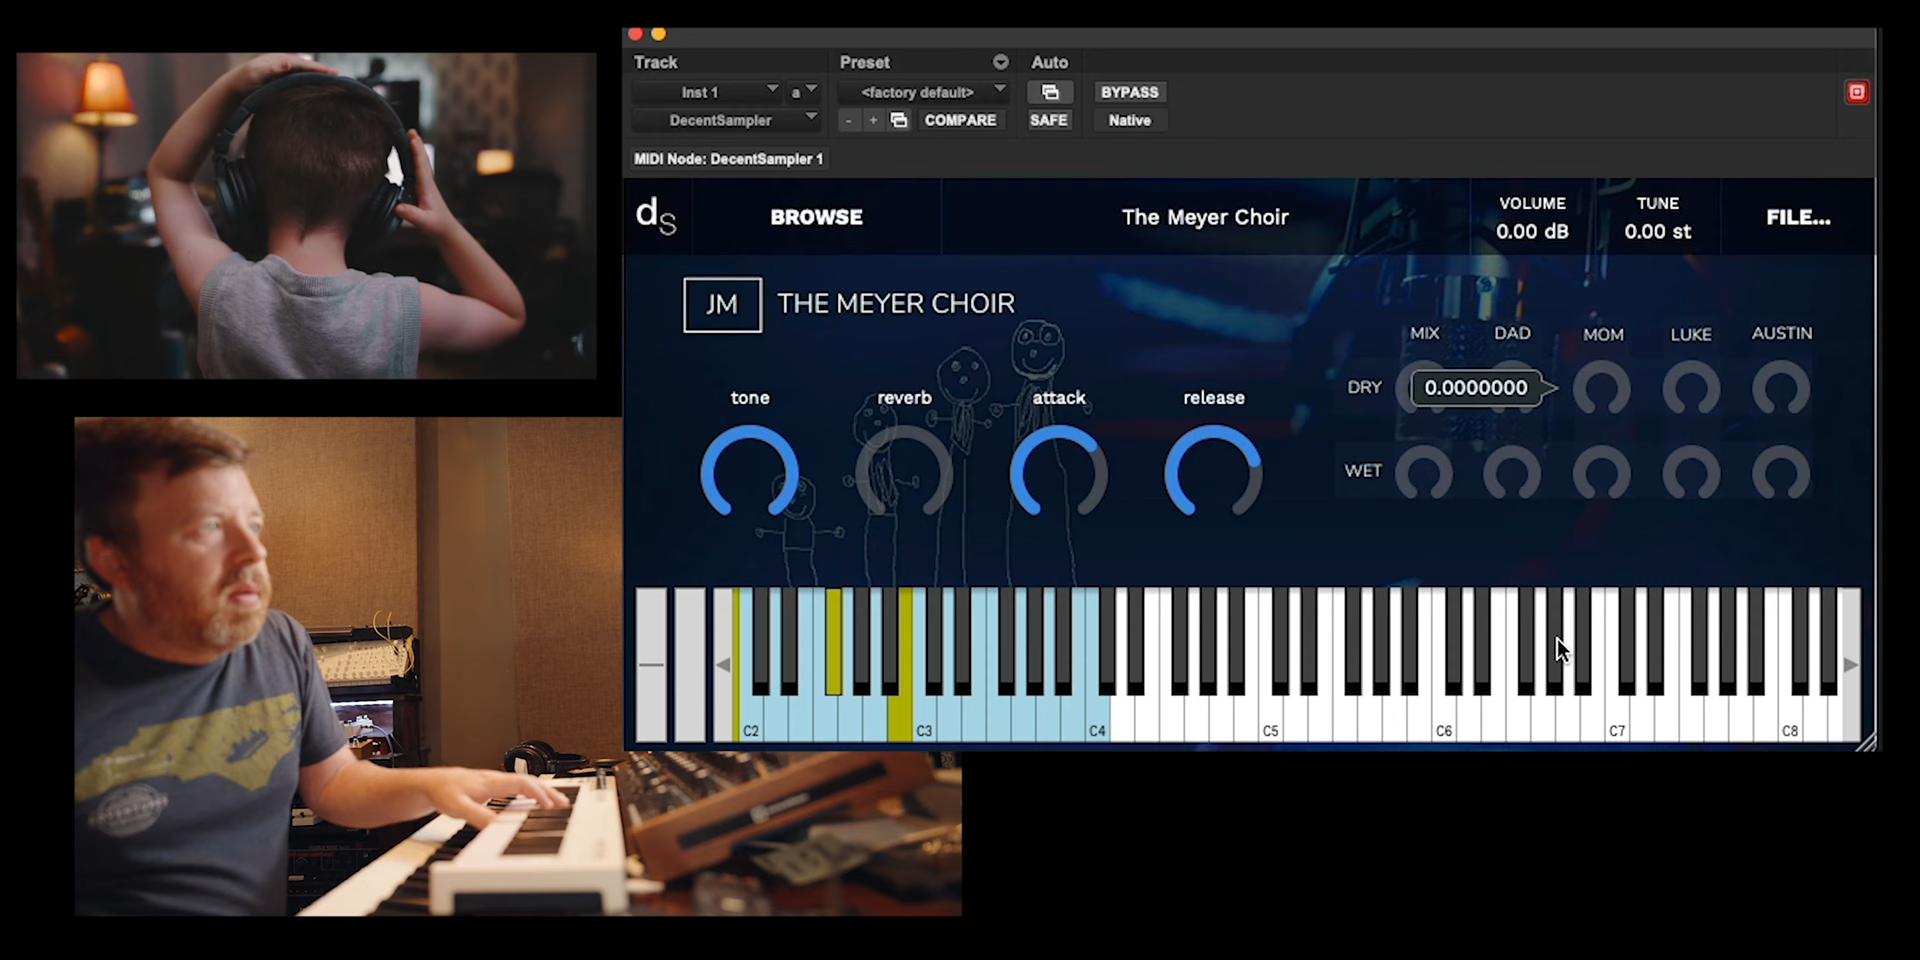 Track
Preset
Auto
Inst 1
a
<factory default>
BYPASS
DecentSampler
-
+
COMPARE
SAFE
Native
MIDI Node: DecentSampler 1
ds
BROWSE
The Meyer Choir
VOLUME
0.00 dB
TUNE
0.00 st
FILE...
JM
THE MEYER CHOIR
MIX
DAD
MOM
LUKE
AUSTIN
DRY
0.0000000
tone
reverb
attack
release
WET
C2
C3
C4
C5
C6
C7
C8